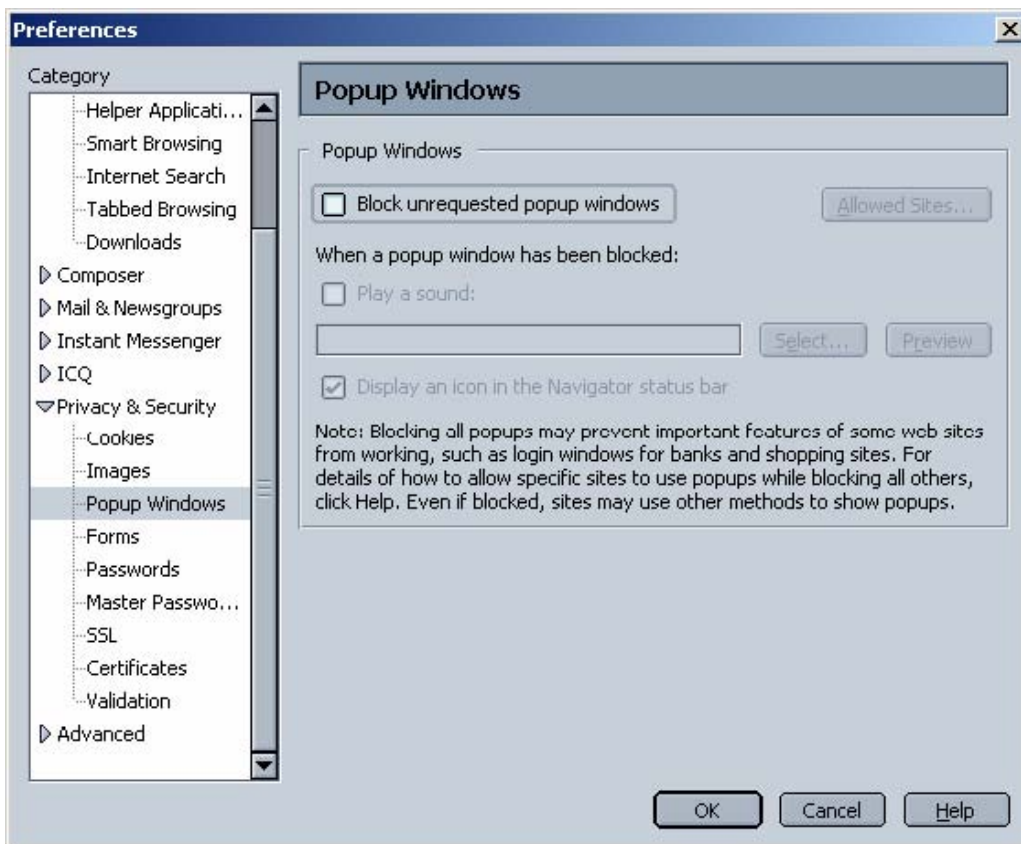 Preferences
Category
Helper Applicati...
Smart Browsing
Internet Search
Tabbed Browsing
Downloads
Composer
Mail & Newsgroups
Instant Messenger
ICQ
Privacy & Security
Cookies
Images
Popup Windows
Forms
Passwords
Master Passwo...
SSL
Certificates
Validation
Advanced
Popup Windows
Popup Windows
Block unrequested popup windows
Allowed Sites...
When a popup window has been blocked:
Play a sound:
Select...
Preview
Display an icon in the Navigator status bar
Note: Blocking all popups may prevent important features of some web sites
from working, such as login windows for banks and shopping sites. For
details of how to allow specific sites to use popups while blocking all others,
click Help. Even if blocked, sites may use other methods to show popups.
OK
Cancel
Help